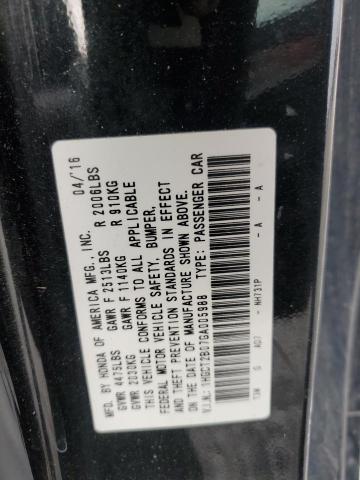 MFD. BY HONDA OF AMERICA MFG., INC. 04/16
GVWR 4475LBS GAWR F 2513LBS R 2006LBS
GVWR 2030KG GAWR F 1140KG R 910KG
THIS VEHICLE CONFORMS TO ALL APPLICABLE
FEDERAL MOTOR VEHICLE SAFETY, BUMPER,
AND THEFT PREVENTION STANDARDS IN EFFECT
ON THE DATE OF MANUFACTURE SHOWN ABOVE.
V.I.N.: 1HGCT2B07GA005988 TYPE: PASSENGER CAR
G A07 - NH731P - A - A